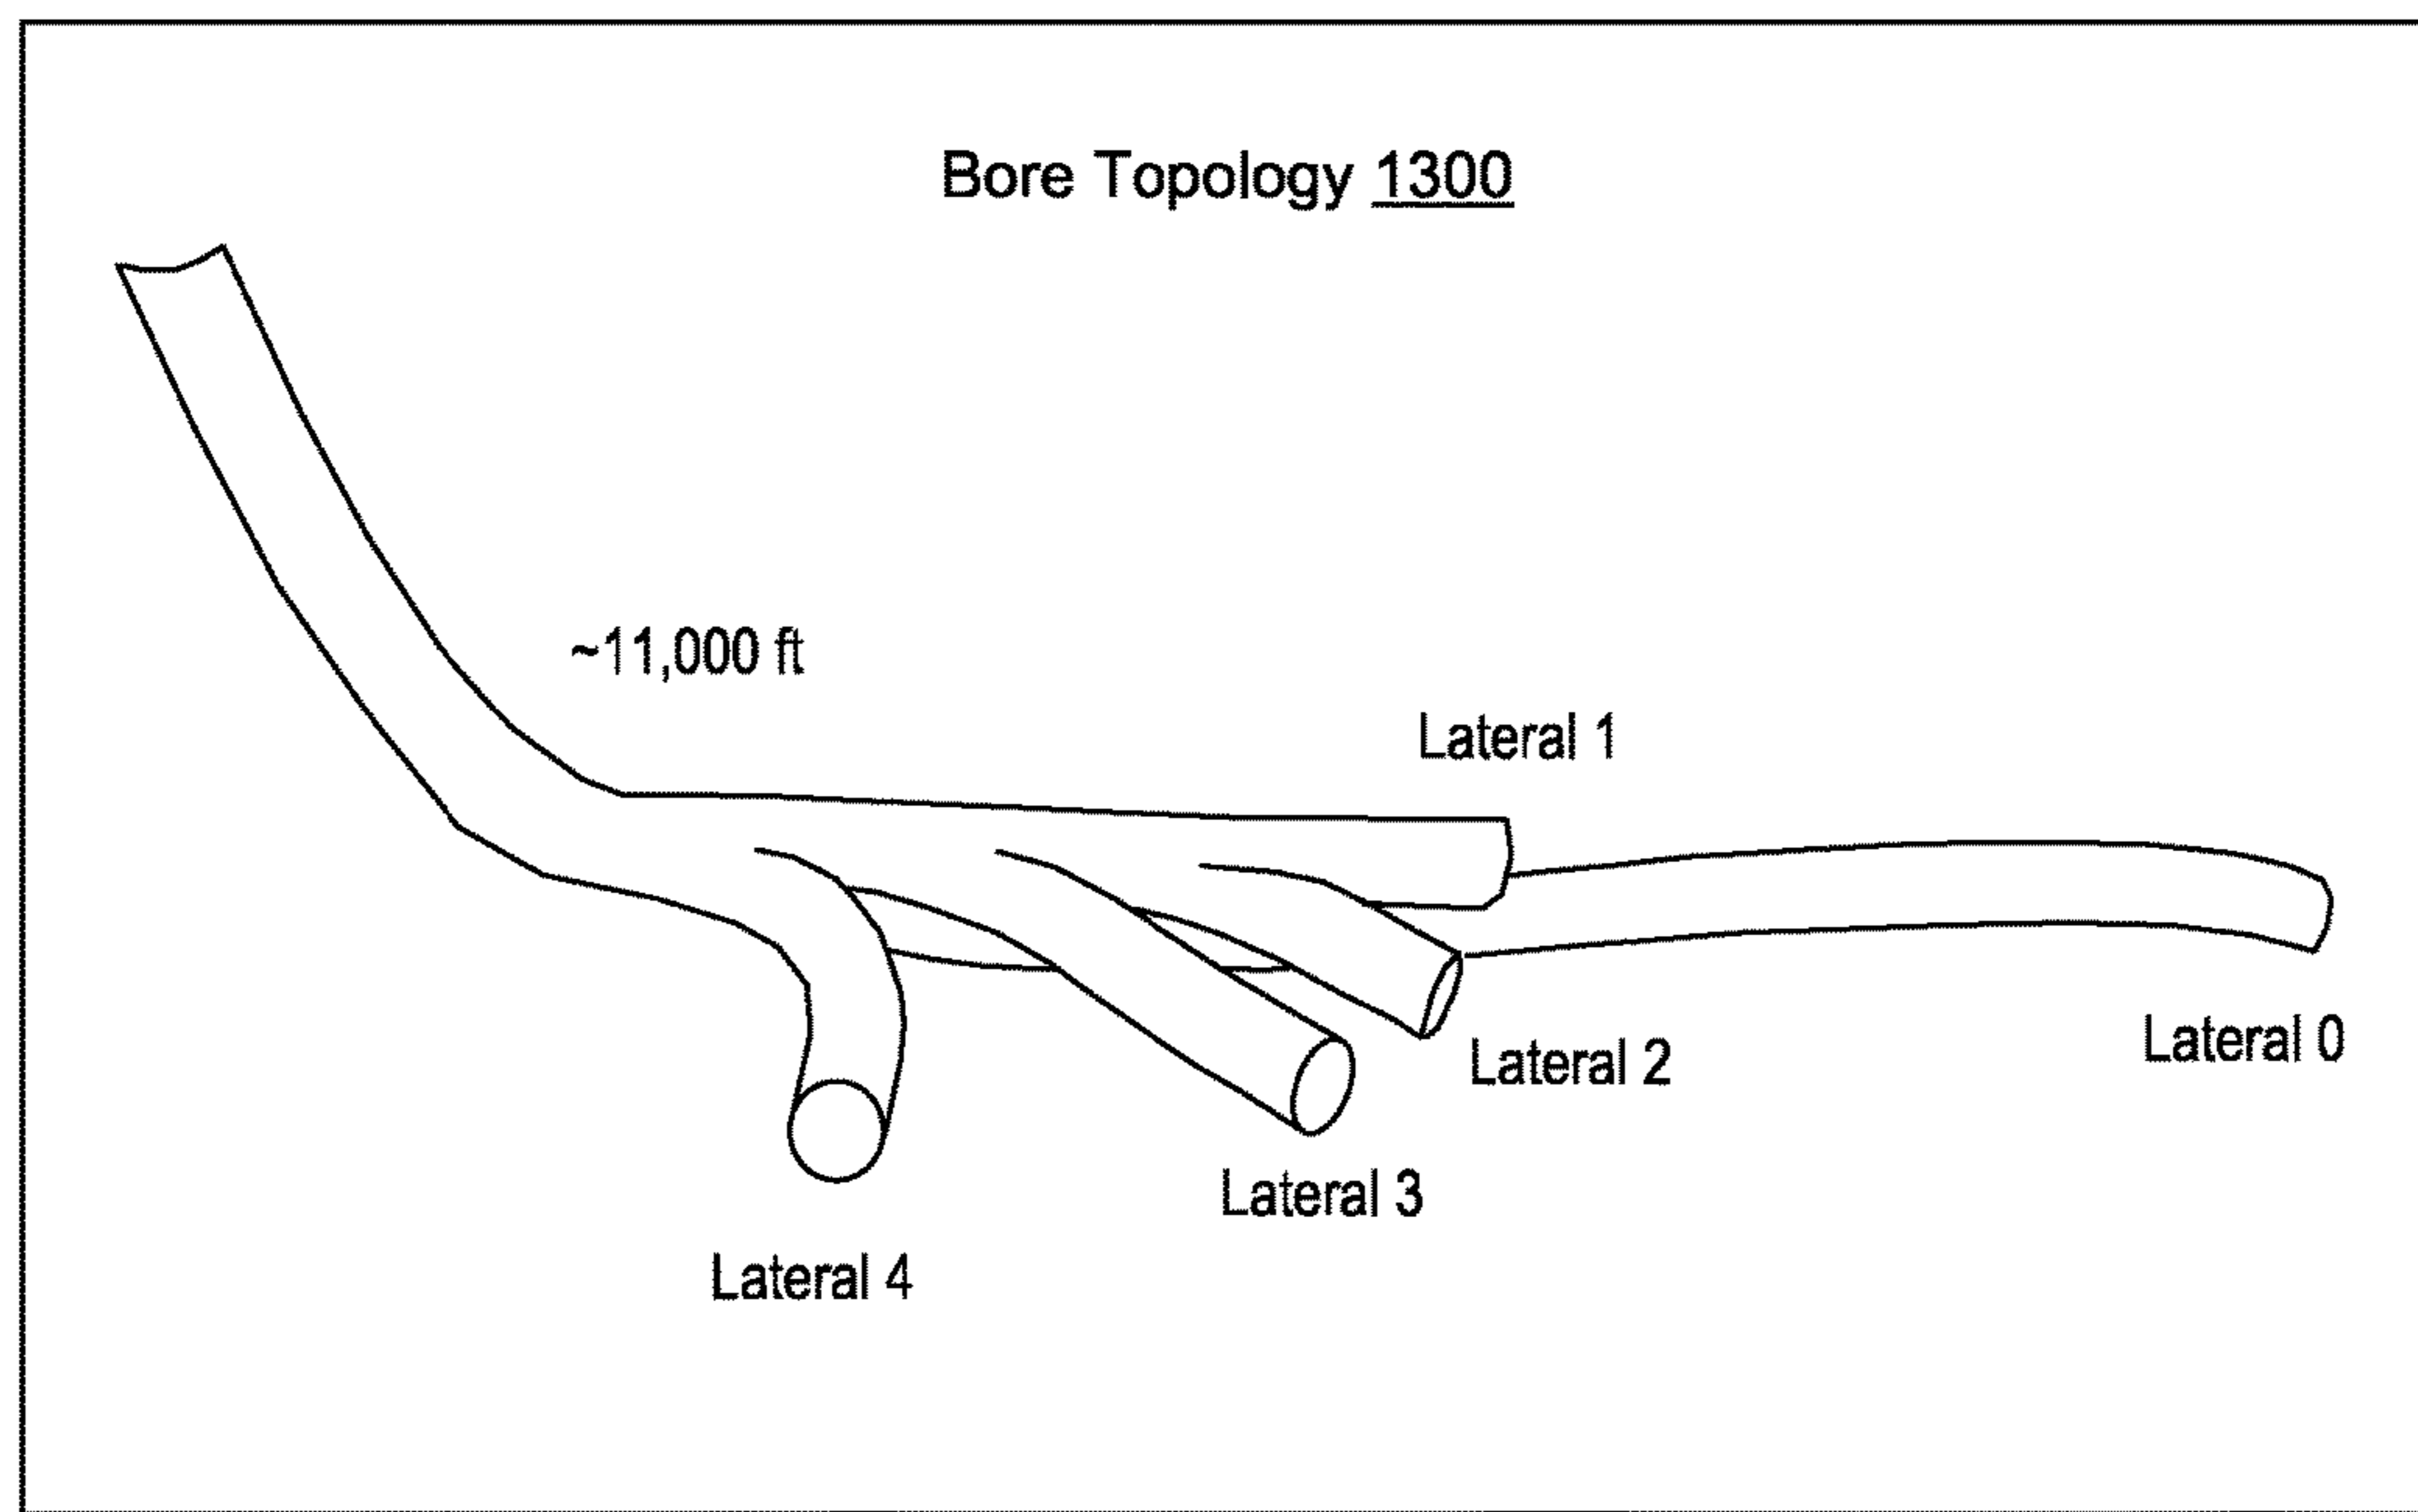 Bore Topology 1300
~11,000 ft
Lateral 1
Lateral 0
Lateral 2
Lateral 3
Lateral 4